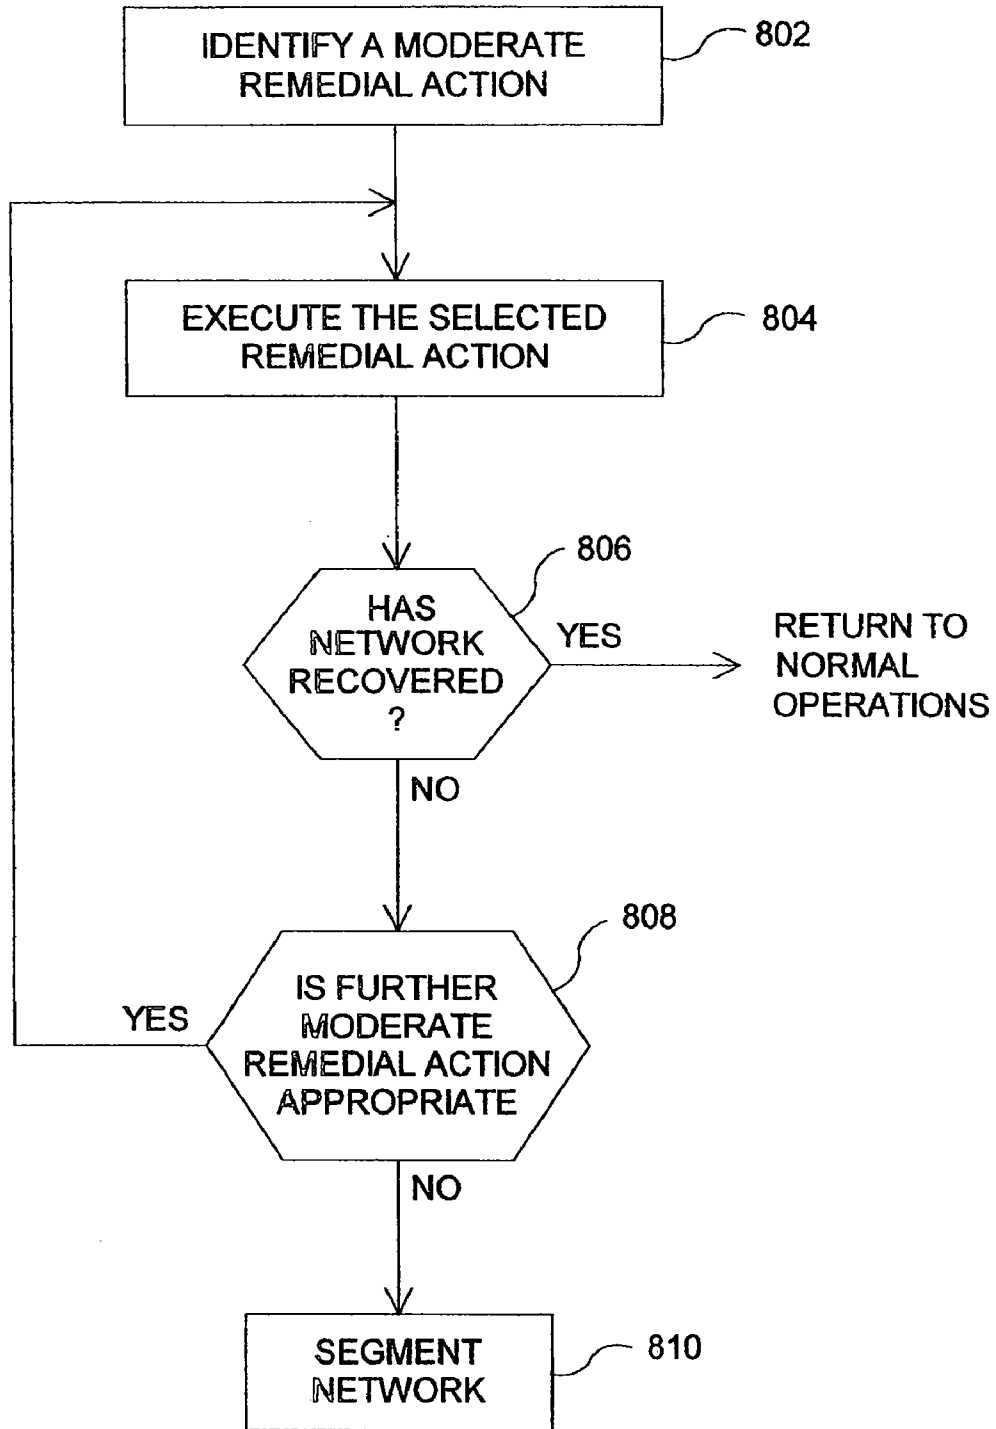 IDENTIFY A MODERATE
REMEDIAL ACTION
802
EXECUTE THE SELECTED
REMEDIAL ACTION
804
806
HAS
NETWORK
RECOVERED
?
YES
RETURN TO
NORMAL
OPERATIONS
NO
808
IS FURTHER
MODERATE
REMEDIAL ACTION
APPROPRIATE
YES
NO
SEGMENT
NETWORK
810